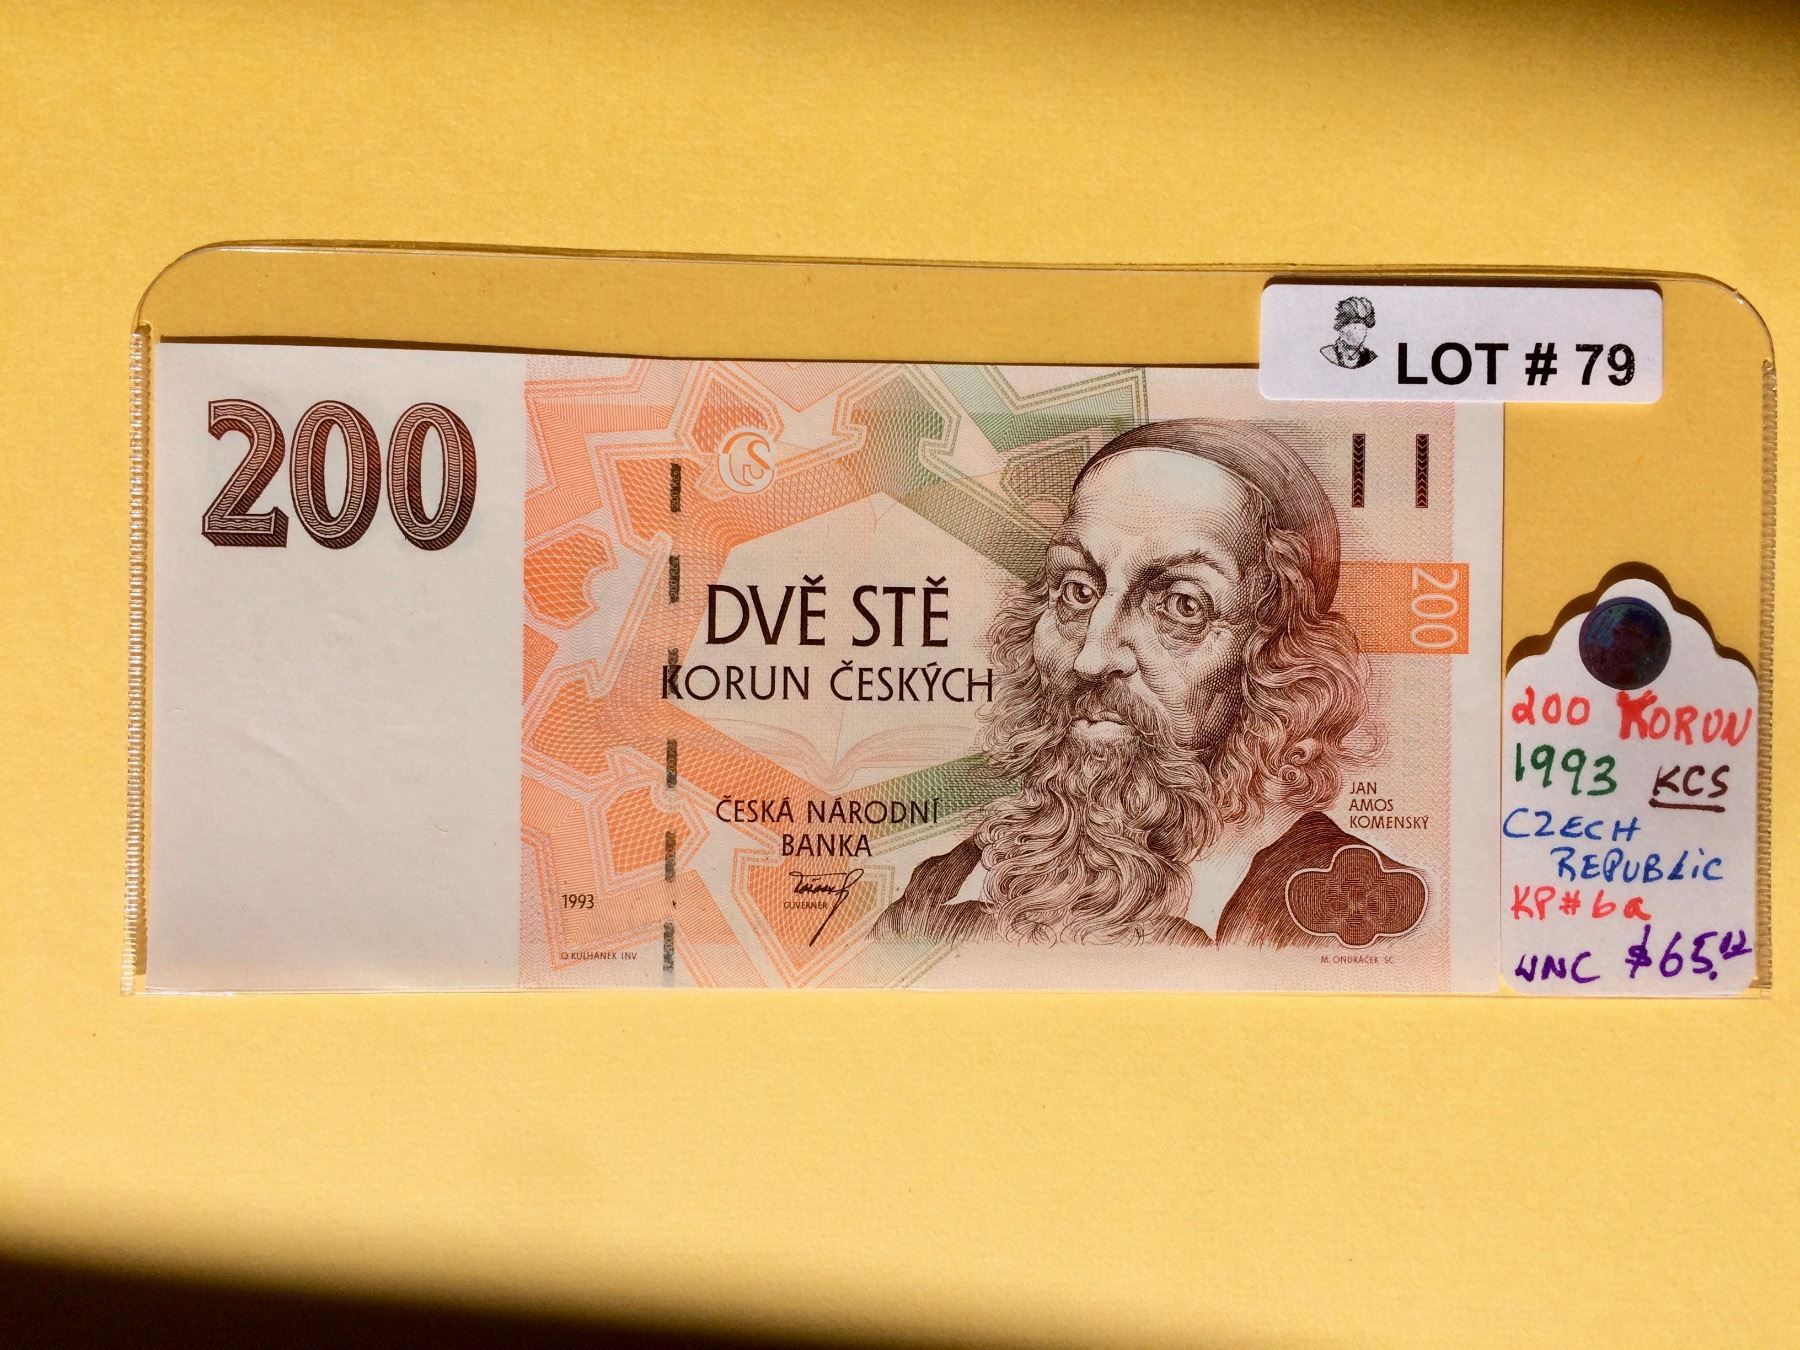 LOT # 79
200
DVĚ STĚ
KORUN ČESKÝCH
200
JAN
AMOS
KOMENSKÝ
ČESKÁ NÁRODNÍ
BANKA
GUVERNÉR
1993
O KULHÁNEK INV
M. ONDRÁČEK SC
200 KORUN
1993 KCS
CZECH
REPUBLIC
KP# 6a
UNC $65.